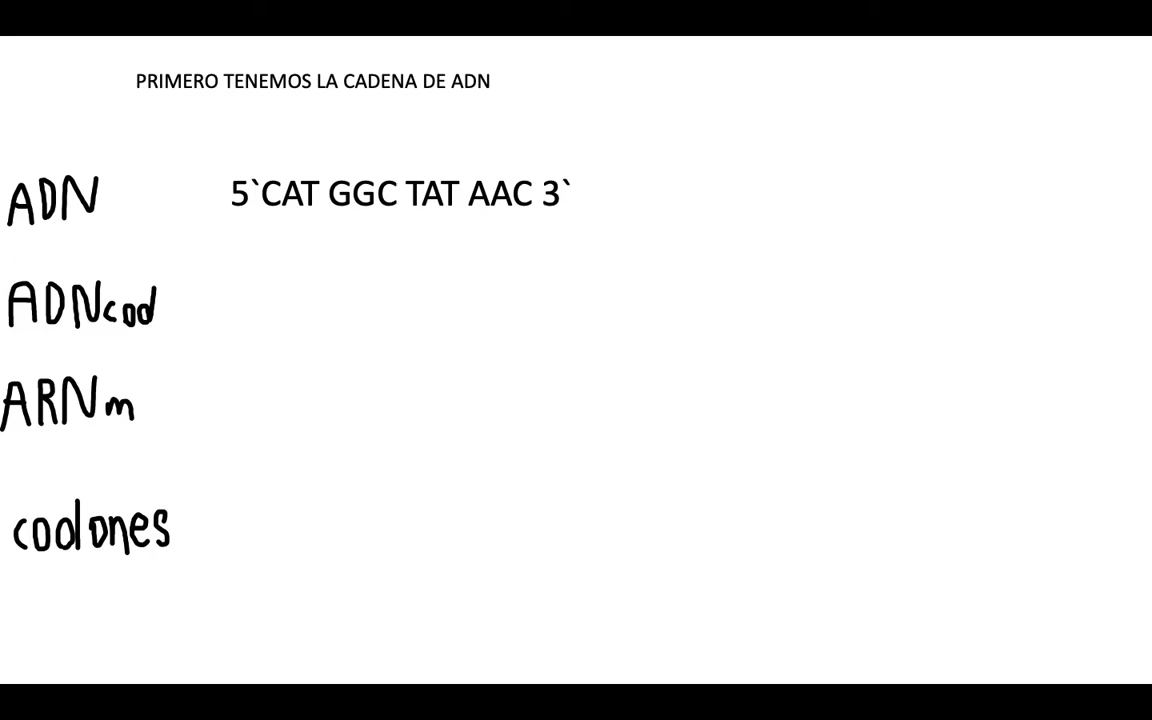 PRIMERO TENEMOS LA CADENA DE ADN
ADN 5`CAT GGC TAT AAC 3`
ADNcod
ARNm
codones